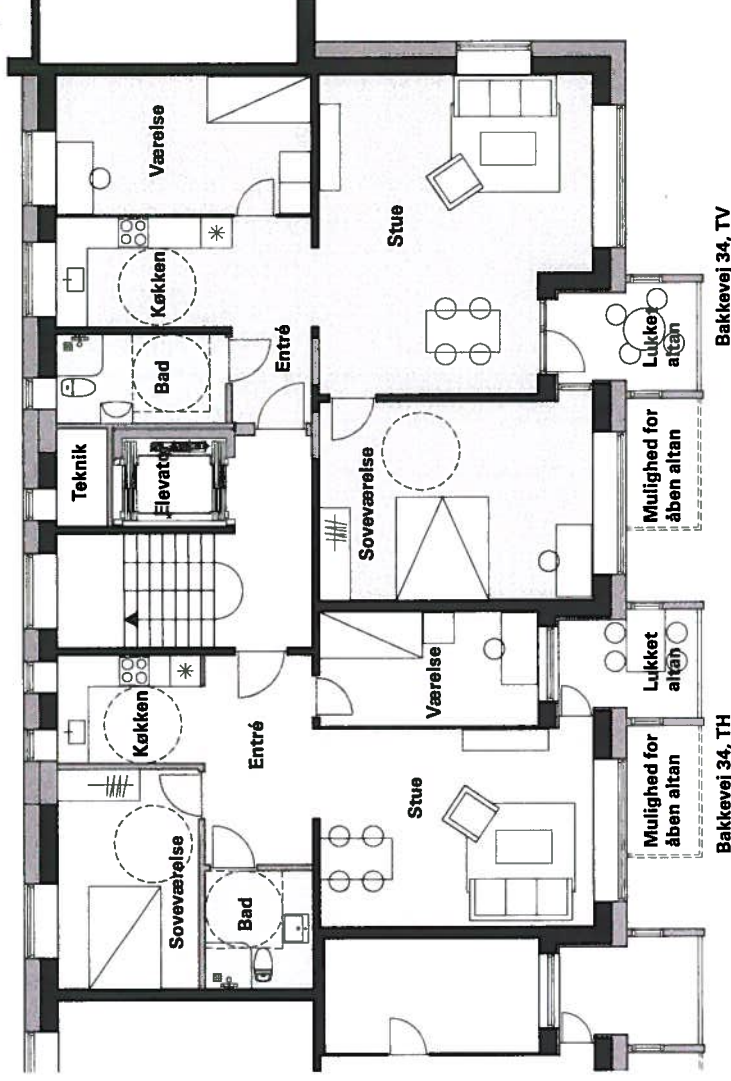 Teknik
Soveværelse
Køkken
Elevator
Bad
Køkken
Værelse
Bad
Entré
Entré
Stue
Værelse
Soveværelse
Stue
Mulighed for
åben altan
Lukket
altan
Mulighed for
åben altan
Lukket
altan
Bakkevej 34, TH
Bakkevej 34, TV